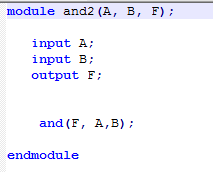 module and2(A, B, F);
input A;
input B;
output F;
and(F, A,B);
endmodule